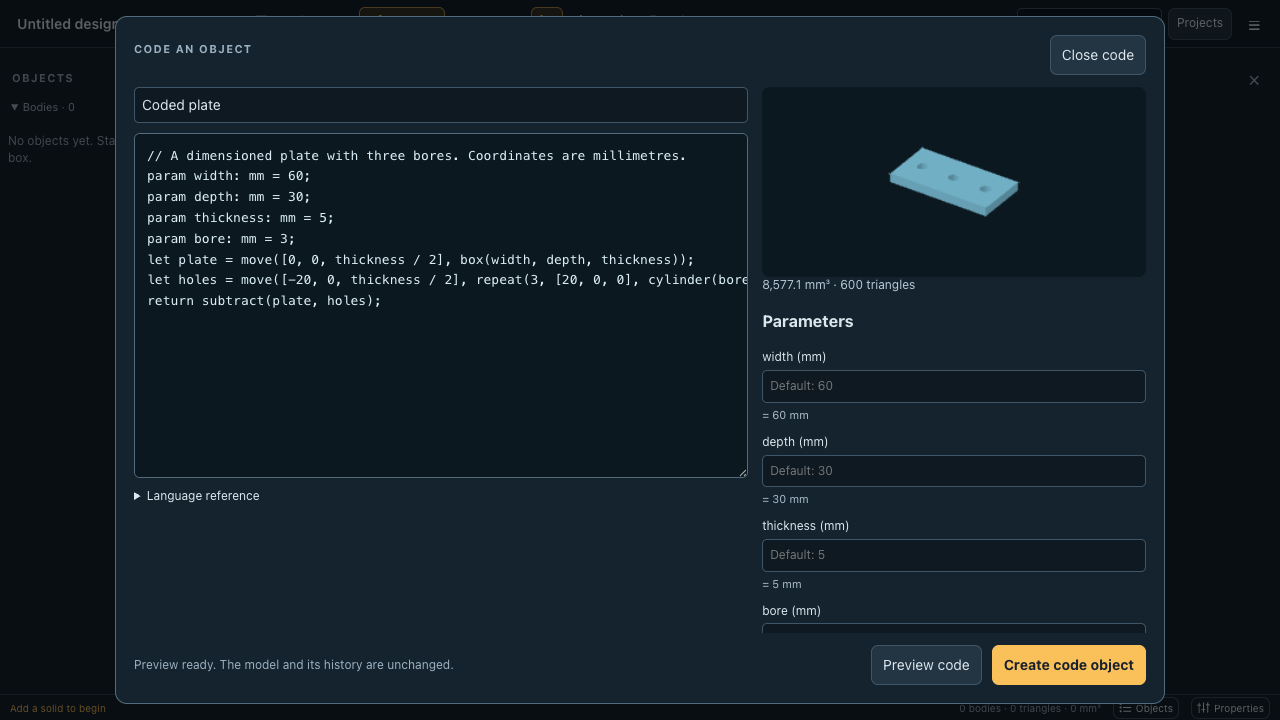 Untitled design
Projects
CODE AN OBJECT
Close code
OBJECTS
Bodies · 0
No objects yet. Sta
box.
Coded plate
// A dimensioned plate with three bores. Coordinates are millimetres.
param width: mm = 60;
param depth: mm = 30;
param thickness: mm = 5;
param bore: mm = 3;
let plate = move([0, 0, thickness / 2], box(width, depth, thickness));
let holes = move([−20, 0, thickness / 2], repeat(3, [20, 0, 0], cylinder(bore
return subtract(plate, holes);
Language reference
8,577.1 mm³ · 600 triangles
Parameters
width (mm)
Default: 60
= 60 mm
depth (mm)
Default: 30
= 30 mm
thickness (mm)
Default: 5
= 5 mm
bore (mm)
Preview ready. The model and its history are unchanged.
Preview code
Create code object
Add a solid to begin
0 bodies · 0 triangles · 0 mm³
Objects
Properties